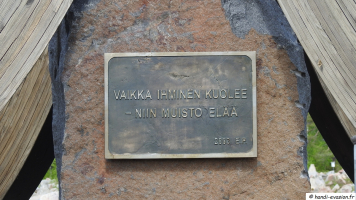 VAIKKA IHMINEN KUOLEE
- NIIN MUISTO ELÄÄ
© handi-evasion.fr